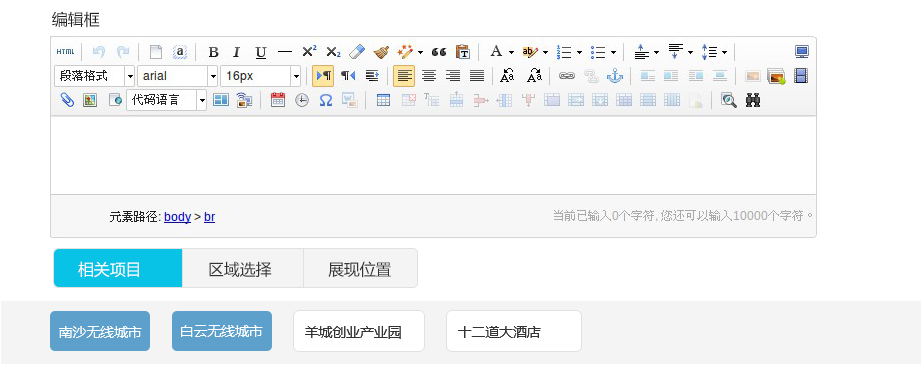 编辑框
HTML
B I U — X² X₂ A ab
段落格式 arial 16px
代码语言 Ω
元素路径: body > br 当前已输入0个字符, 您还可以输入10000个字符。
相关项目 区域选择 展现位置
南沙无线城市 白云无线城市 羊城创业产业园 十二道大酒店